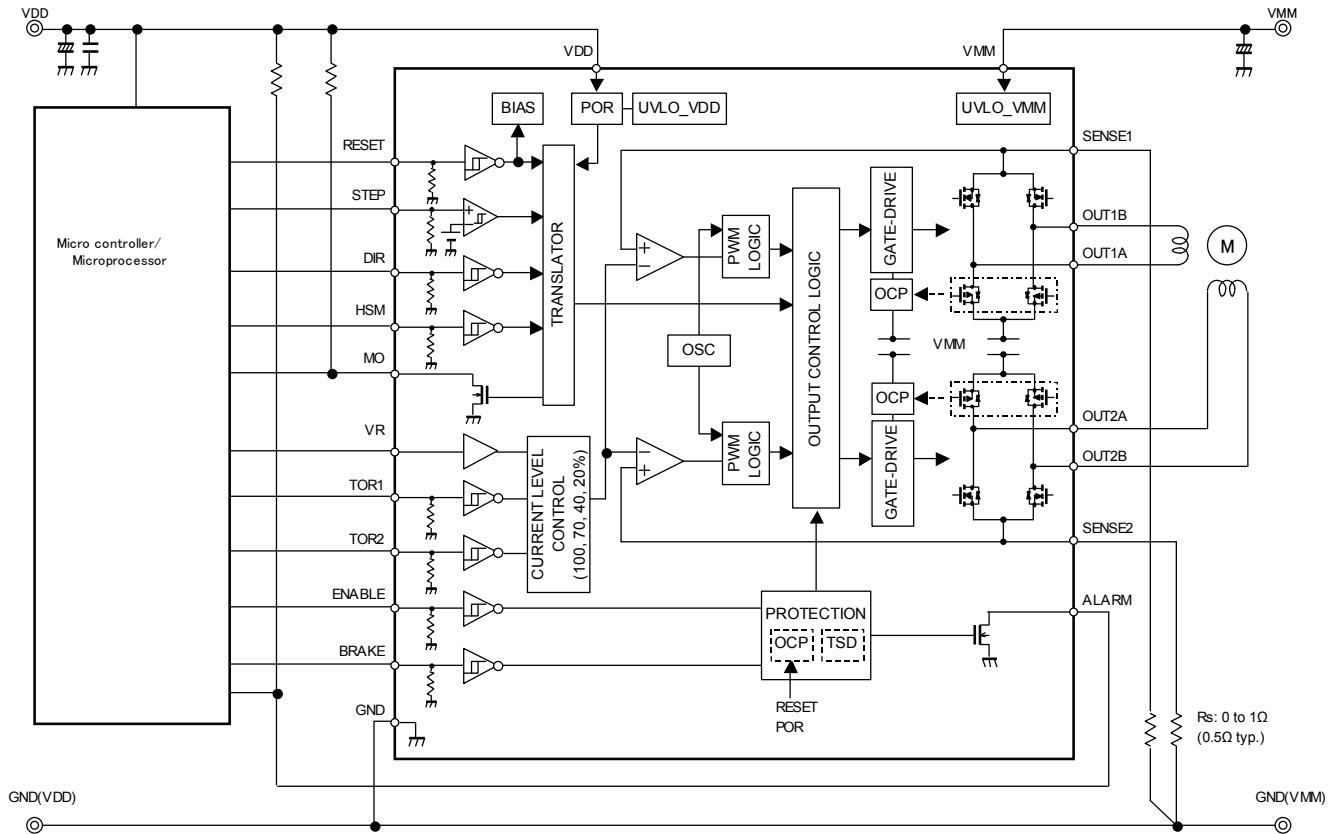 VDD
VMM
VDD
VMM
BIAS
POR
UVLO_VDD
UVLO_VMM
RESET
SENSE1
STEP
Micro controller/
Microprocessor
DIR
HSM
MO
VR
TOR1
TOR2
ENABLE
BRAKE
GND
TRANSLATOR
CURRENT LEVEL
CONTROL
(100, 70, 40, 20%)
PWM
LOGIC
OSC
PWM
LOGIC
OUTPUT CONTROL LOGIC
GATE-DRIVE
OCP
VMM
OCP
GATE-DRIVE
OUT1B
OUT1A
M
OUT2A
OUT2B
SENSE2
ALARM
PROTECTION
OCP
TSD
RESET
POR
Rs: 0 to 1Ω
(0.5Ω typ.)
GND(VDD)
GND(VMM)